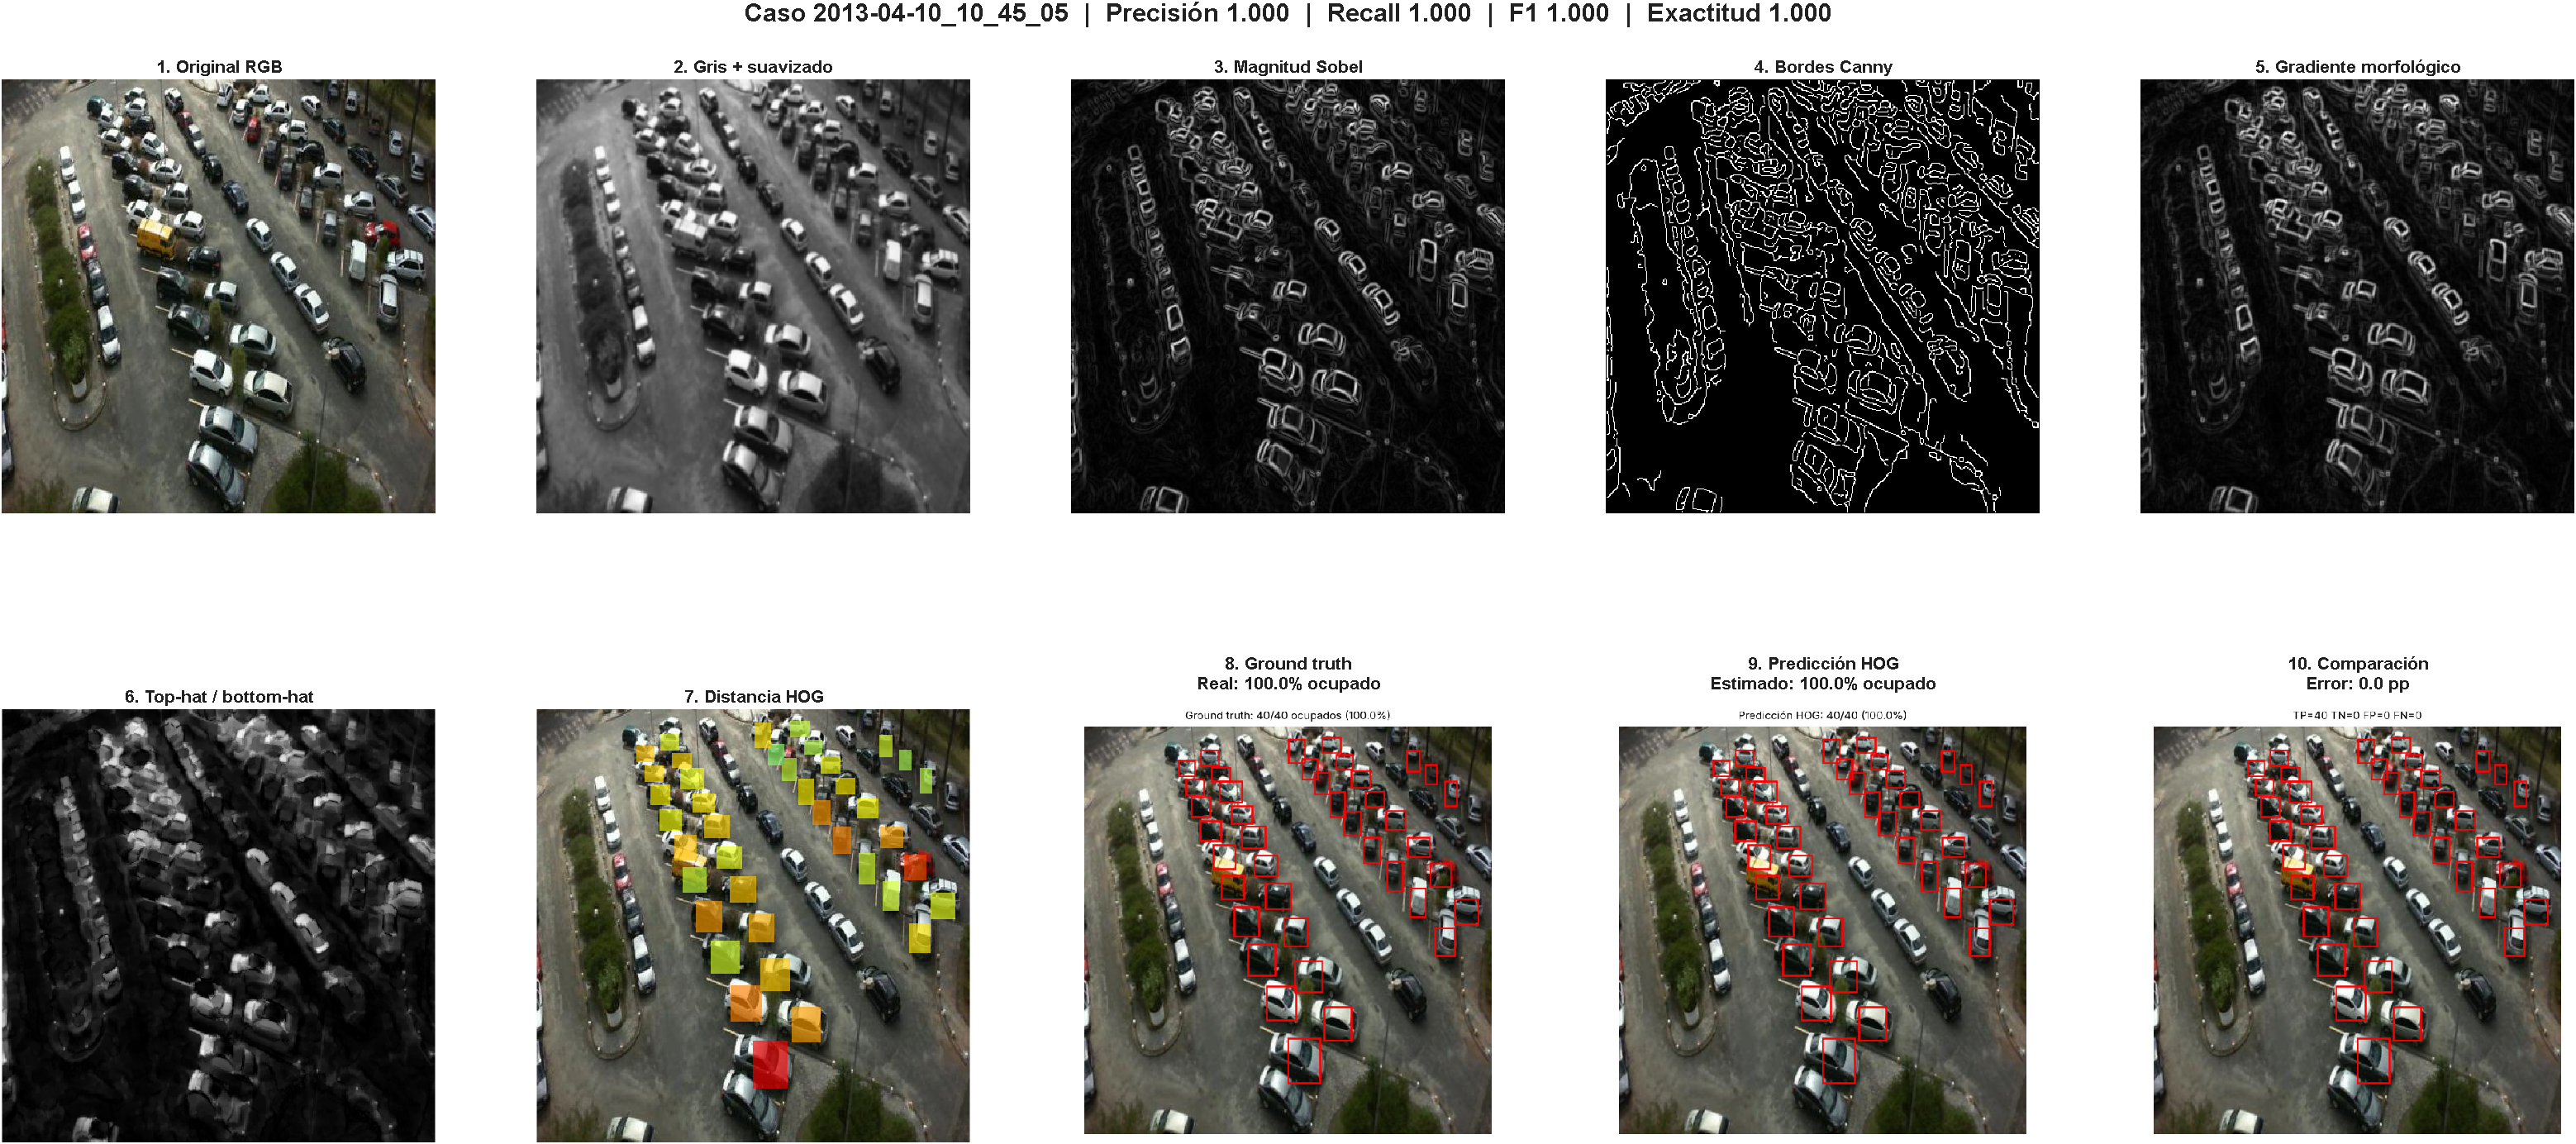 Caso 2013-04-10_10_45_05 | Precisión 1.000 | Recall 1.000 | F1 1.000 | Exactitud 1.000
1. Original RGB
2. Gris + suavizado
3. Magnitud Sobel
4. Bordes Canny
5. Gradiente morfológico
6. Top-hat / bottom-hat
7. Distancia HOG
8. Ground truth
Real: 100.0% ocupado
Ground truth: 40/40 ocupados (100.0%)
9. Predicción HOG
Estimado: 100.0% ocupado
Predicción HOG: 40/40 (100.0%)
10. Comparación
Error: 0.0 pp
TP=40 TN=0 FP=0 FN=0